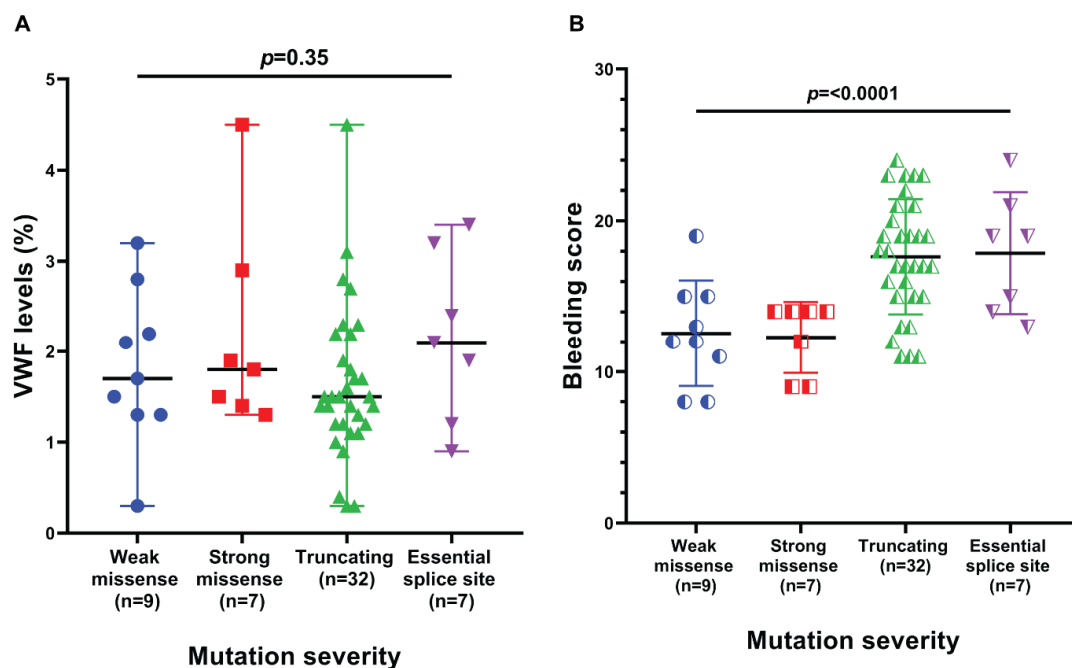 A
p=0.35
VWF levels (%)
5
4
3
2
1
0
Weak
missense
(n=9)
Strong
missense
(n=7)
Truncating
(n=32)
Essential
splice site
(n=7)
Mutation severity
B
p=<0.0001
Bleeding score
30
20
10
0
Weak
missense
(n=9)
Strong
missense
(n=7)
Truncating
(n=32)
Essential
splice site
(n=7)
Mutation severity